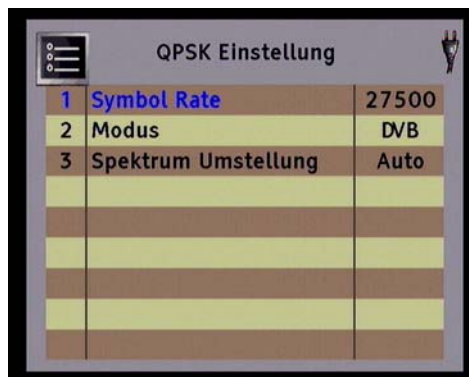 QPSK Einstellung
1 Symbol Rate 27500
2 Modus DVB
3 Spektrum Umstellung Auto